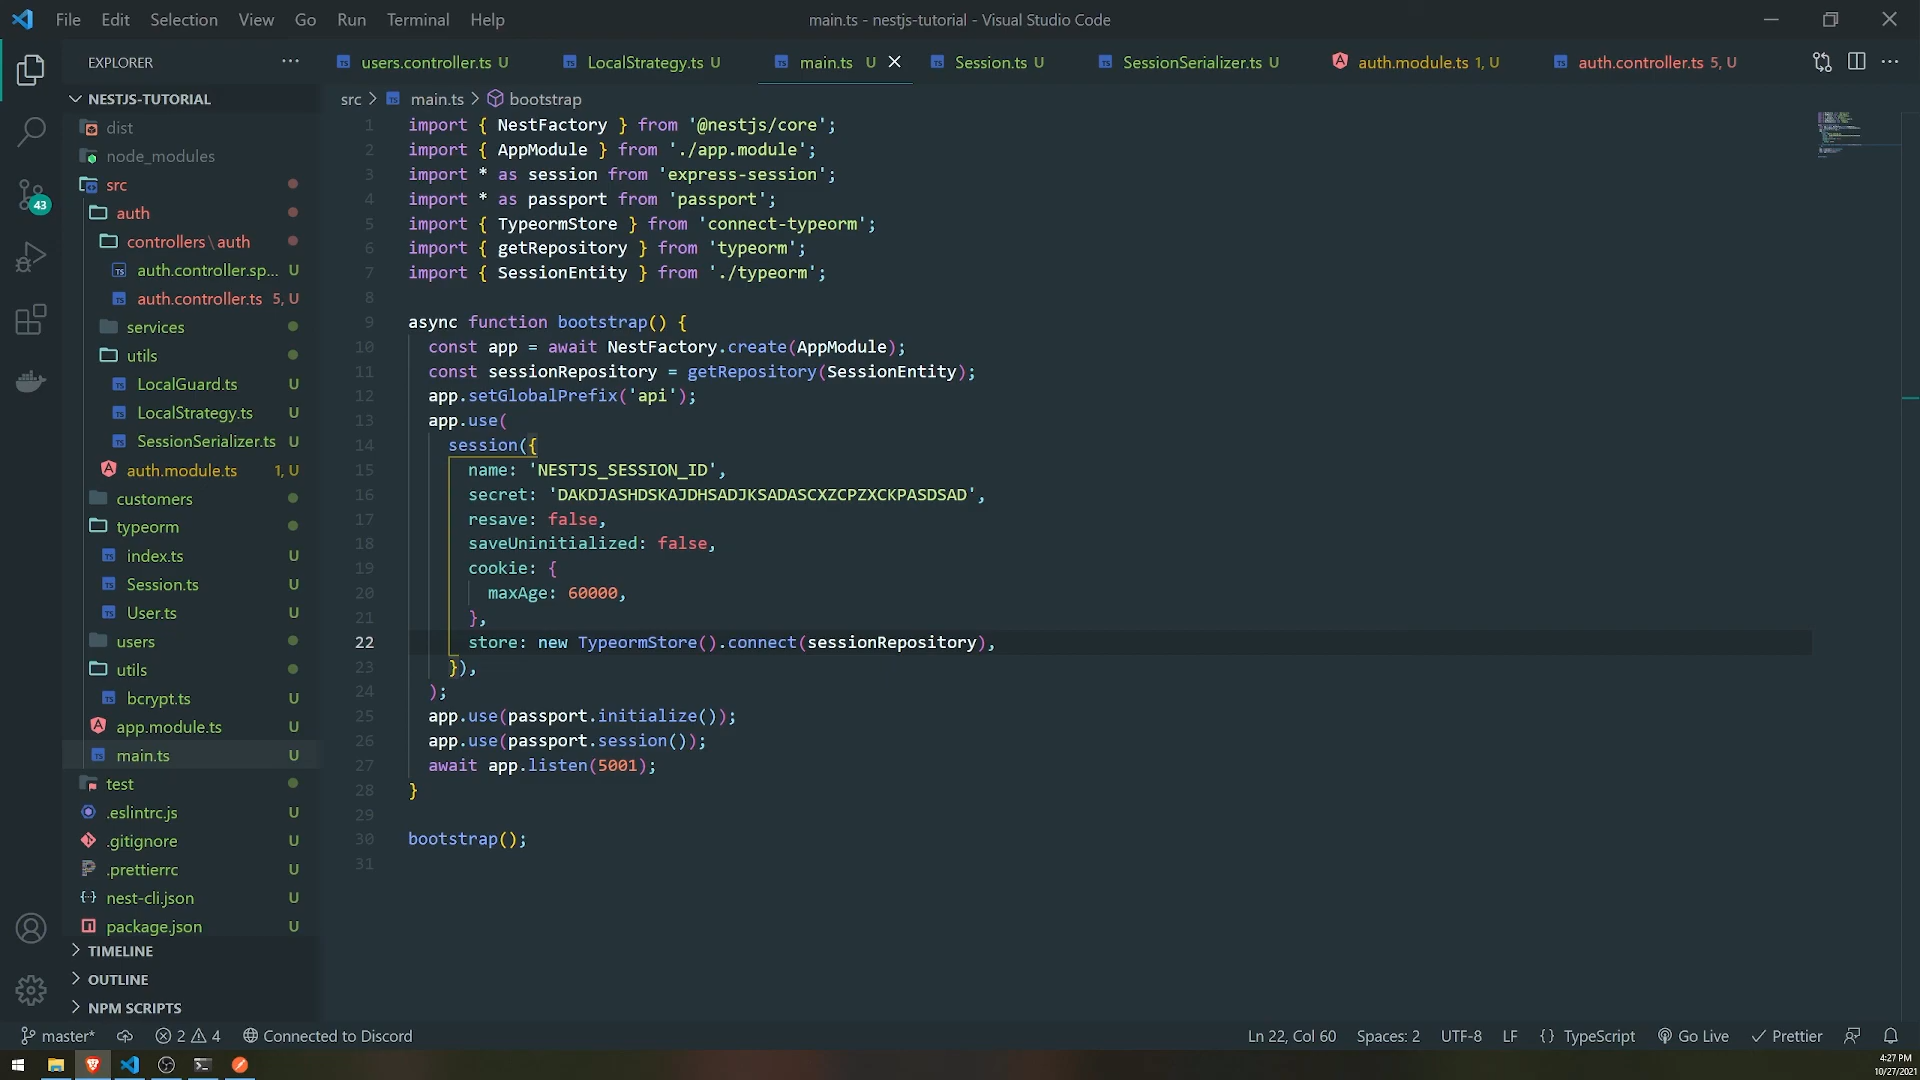 File Edit Selection View Go Run Terminal Help
main.ts - nestjs-tutorial - Visual Studio Code
EXPLORER
users.controller.ts U
LocalStrategy.ts U
main.ts U
Session.ts U
SessionSerializer.ts U
auth.module.ts 1, U
auth.controller.ts 5, U
NESTJS-TUTORIAL
dist
node_modules
src
auth
controllers \ auth
auth.controller.sp... U
auth.controller.ts 5, U
services
utils
LocalGuard.ts U
LocalStrategy.ts U
SessionSerializer.ts U
auth.module.ts 1, U
customers
typeorm
index.ts U
Session.ts U
User.ts U
users
utils
bcrypt.ts U
app.module.ts U
main.ts U
test
.eslintrc.js U
.gitignore U
.prettierrc U
nest-cli.json U
package.json U
TIMELINE
OUTLINE
NPM SCRIPTS
43
src > main.ts > bootstrap
1 import { NestFactory } from '@nestjs/core';
2 import { AppModule } from './app.module';
3 import * as session from 'express-session';
4 import * as passport from 'passport';
5 import { TypeormStore } from 'connect-typeorm';
6 import { getRepository } from 'typeorm';
7 import { SessionEntity } from './typeorm';
8
9 async function bootstrap() {
10 const app = await NestFactory.create(AppModule);
11 const sessionRepository = getRepository(SessionEntity);
12 app.setGlobalPrefix('api');
13 app.use(
14 session({
15 name: 'NESTJS_SESSION_ID',
16 secret: 'DAKDJASHDSKAJDHSADJKSADASCXZCPZXCKPASDSAD',
17 resave: false,
18 saveUninitialized: false,
19 cookie: {
20 maxAge: 60000,
21 },
22 store: new TypeormStore().connect(sessionRepository),
23 }),
24 );
25 app.use(passport.initialize());
26 app.use(passport.session());
27 await app.listen(5001);
28 }
29
30 bootstrap();
31
master* 2 4 Connected to Discord
Ln 22, Col 60 Spaces: 2 UTF-8 LF {} TypeScript Go Live Prettier
4:27 PM
10/27/2021